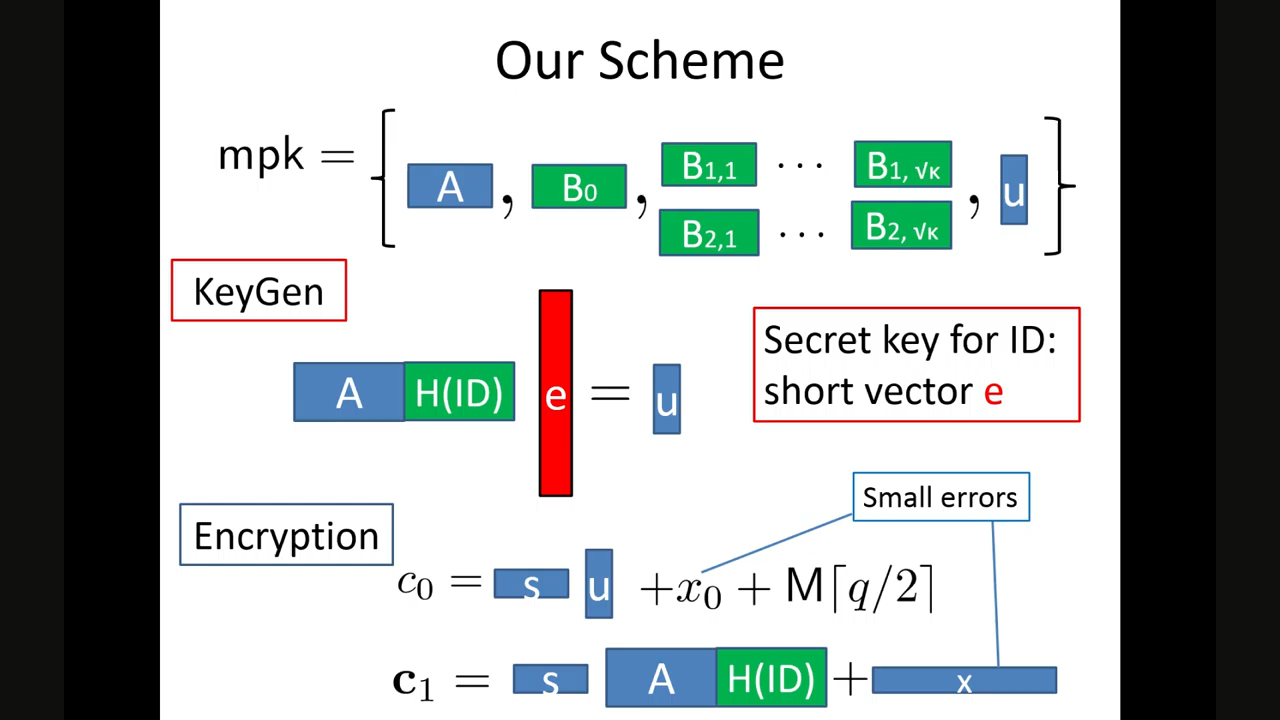 Our Scheme
mpk = { A , B₀ , B₁,₁ ··· B₁, √κ , u }
B₂,₁ ··· B₂, √κ
KeyGen
A H(ID) e = u
Secret key for ID:
short vector e
Small errors
Encryption
c₀ = s u +x₀ + M⌈q/2⌉
c₁ = s A H(ID) + x